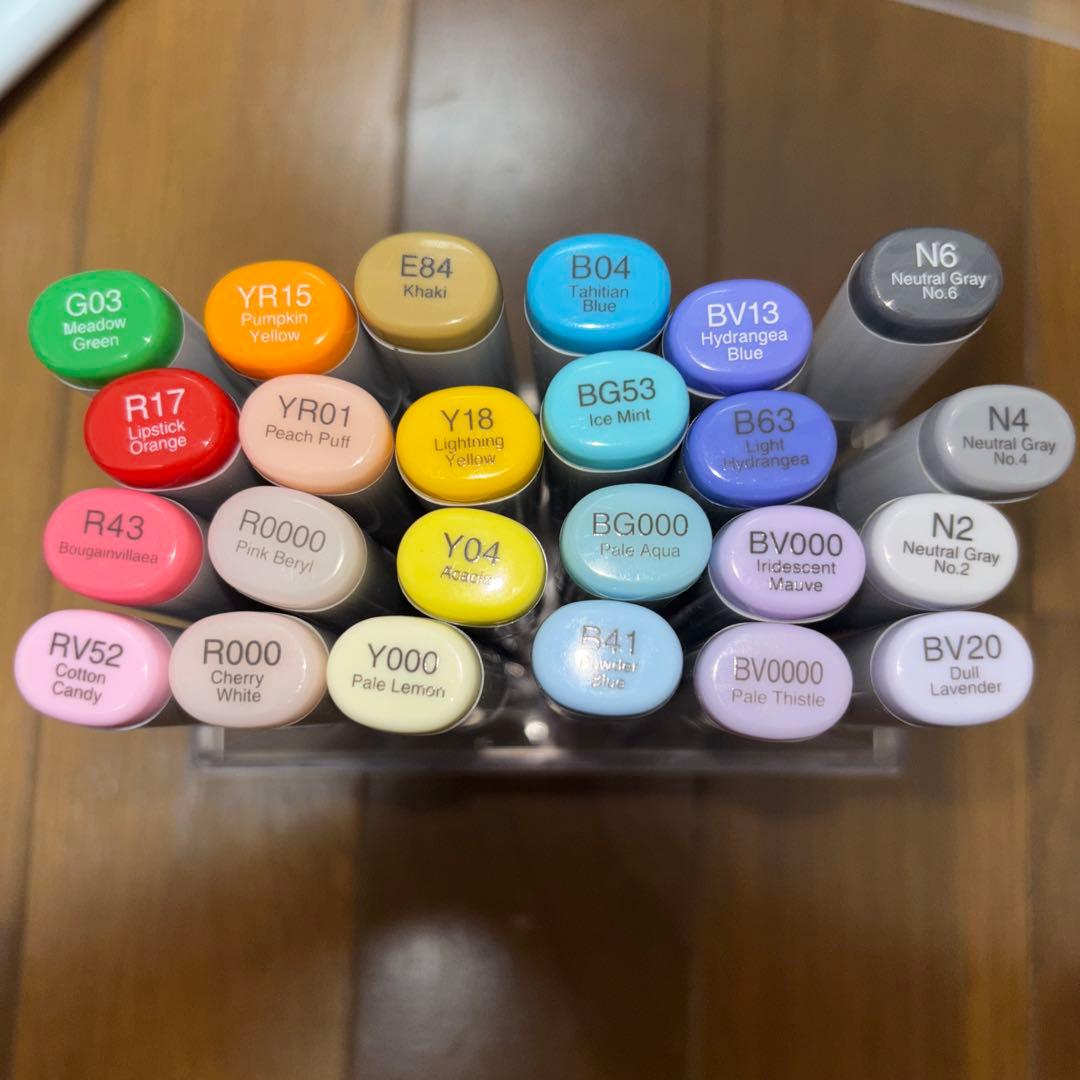 G03
Meadow
Green
YR15
Pumpkin
Yellow
E84
Khaki
B04
Tahitian
Blue
BV13
Hydrangea
Blue
N6
Neutral Gray
No.6
R17
Lipstick
Orange
YR01
Peach Puff
Y18
Lightning
Yellow
BG53
Ice Mint
B63
Light
Hydrangea
N4
Neutral Gray
No.4
R43
Bougainvillaea
R0000
Pink Beryl
Y04
Acacia
BG000
Pale Aqua
BV000
Iridescent
Mauve
N2
Neutral Gray
No.2
RV52
Cotton
Candy
R000
Cherry
White
Y000
Pale Lemon
B41
Powder
Blue
BV0000
Pale Thistle
BV20
Dull
Lavender